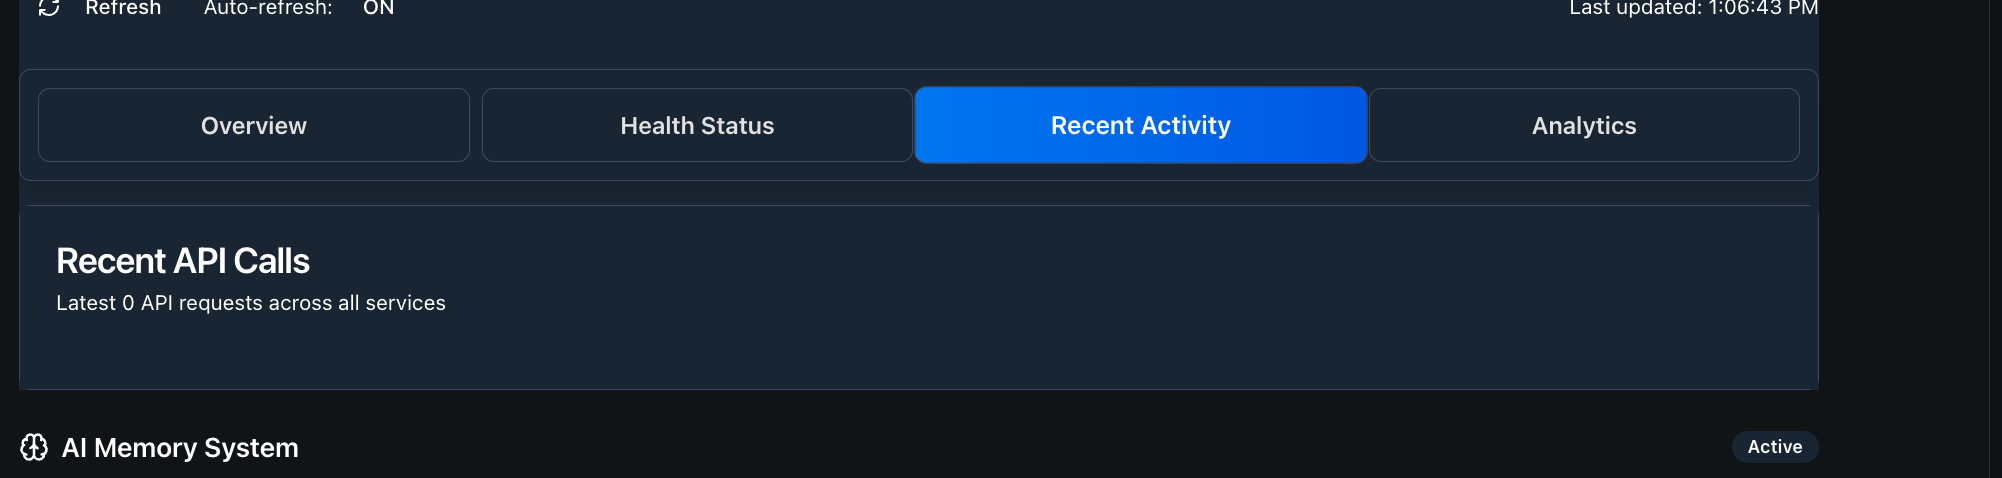 Refresh Auto-refresh: ON Last updated: 1:06:43 PM
Overview Health Status Recent Activity Analytics
Recent API Calls
Latest 0 API requests across all services
AI Memory System Active